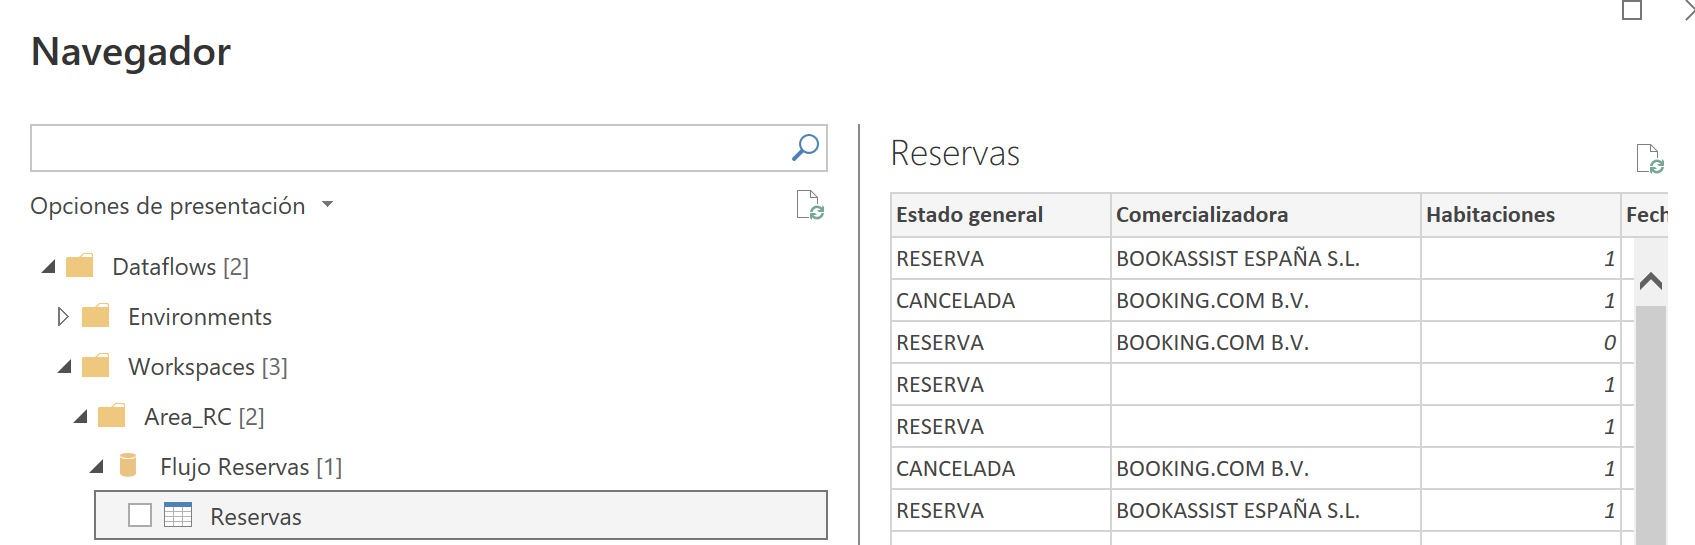 Navegador
Opciones de presentación
Dataflows [2]
Environments
Workspaces [3]
Area_RC [2]
Flujo Reservas [1]
Reservas
Reservas
Estado general Comercializadora Habitaciones Fech
RESERVA BOOKASSIST ESPAÑA S.L. 1
CANCELADA BOOKING.COM B.V. 1
RESERVA BOOKING.COM B.V. 0
RESERVA 1
RESERVA 1
CANCELADA BOOKING.COM B.V. 1
RESERVA BOOKASSIST ESPAÑA S.L. 1